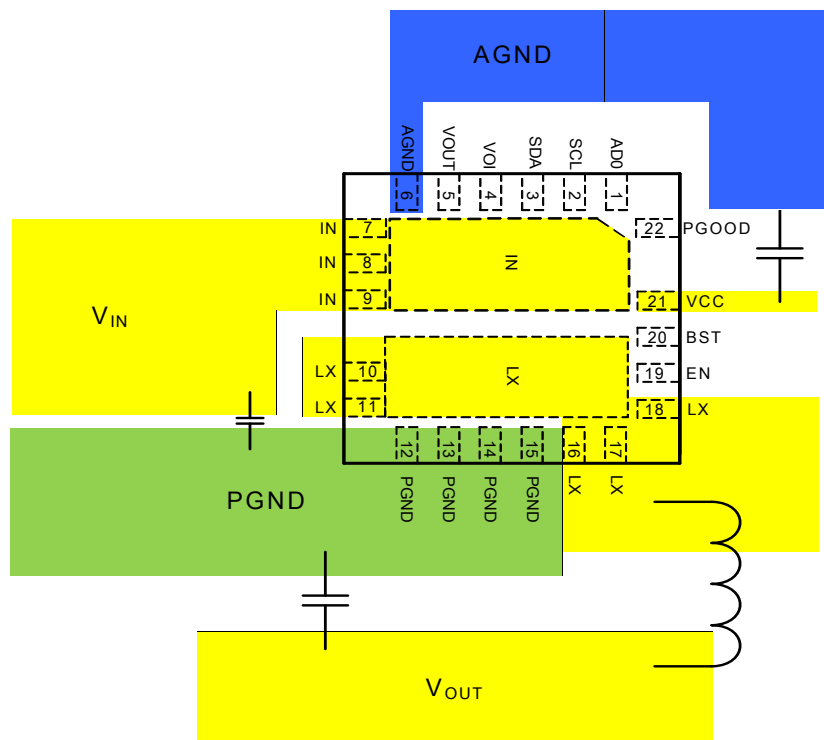 AGND
AGND
VOUT
VOI
SDA
SCL
AD0
6
5
4
3
2
1
IN 7
22 PGOOD
IN 8
IN
IN 9
21 VCC
VIN
20 BST
LX 10
LX
19 EN
LX 11
18 LX
12
13
14
15
16
17
PGND
PGND
PGND
PGND
PGND
LX
LX
VOUT